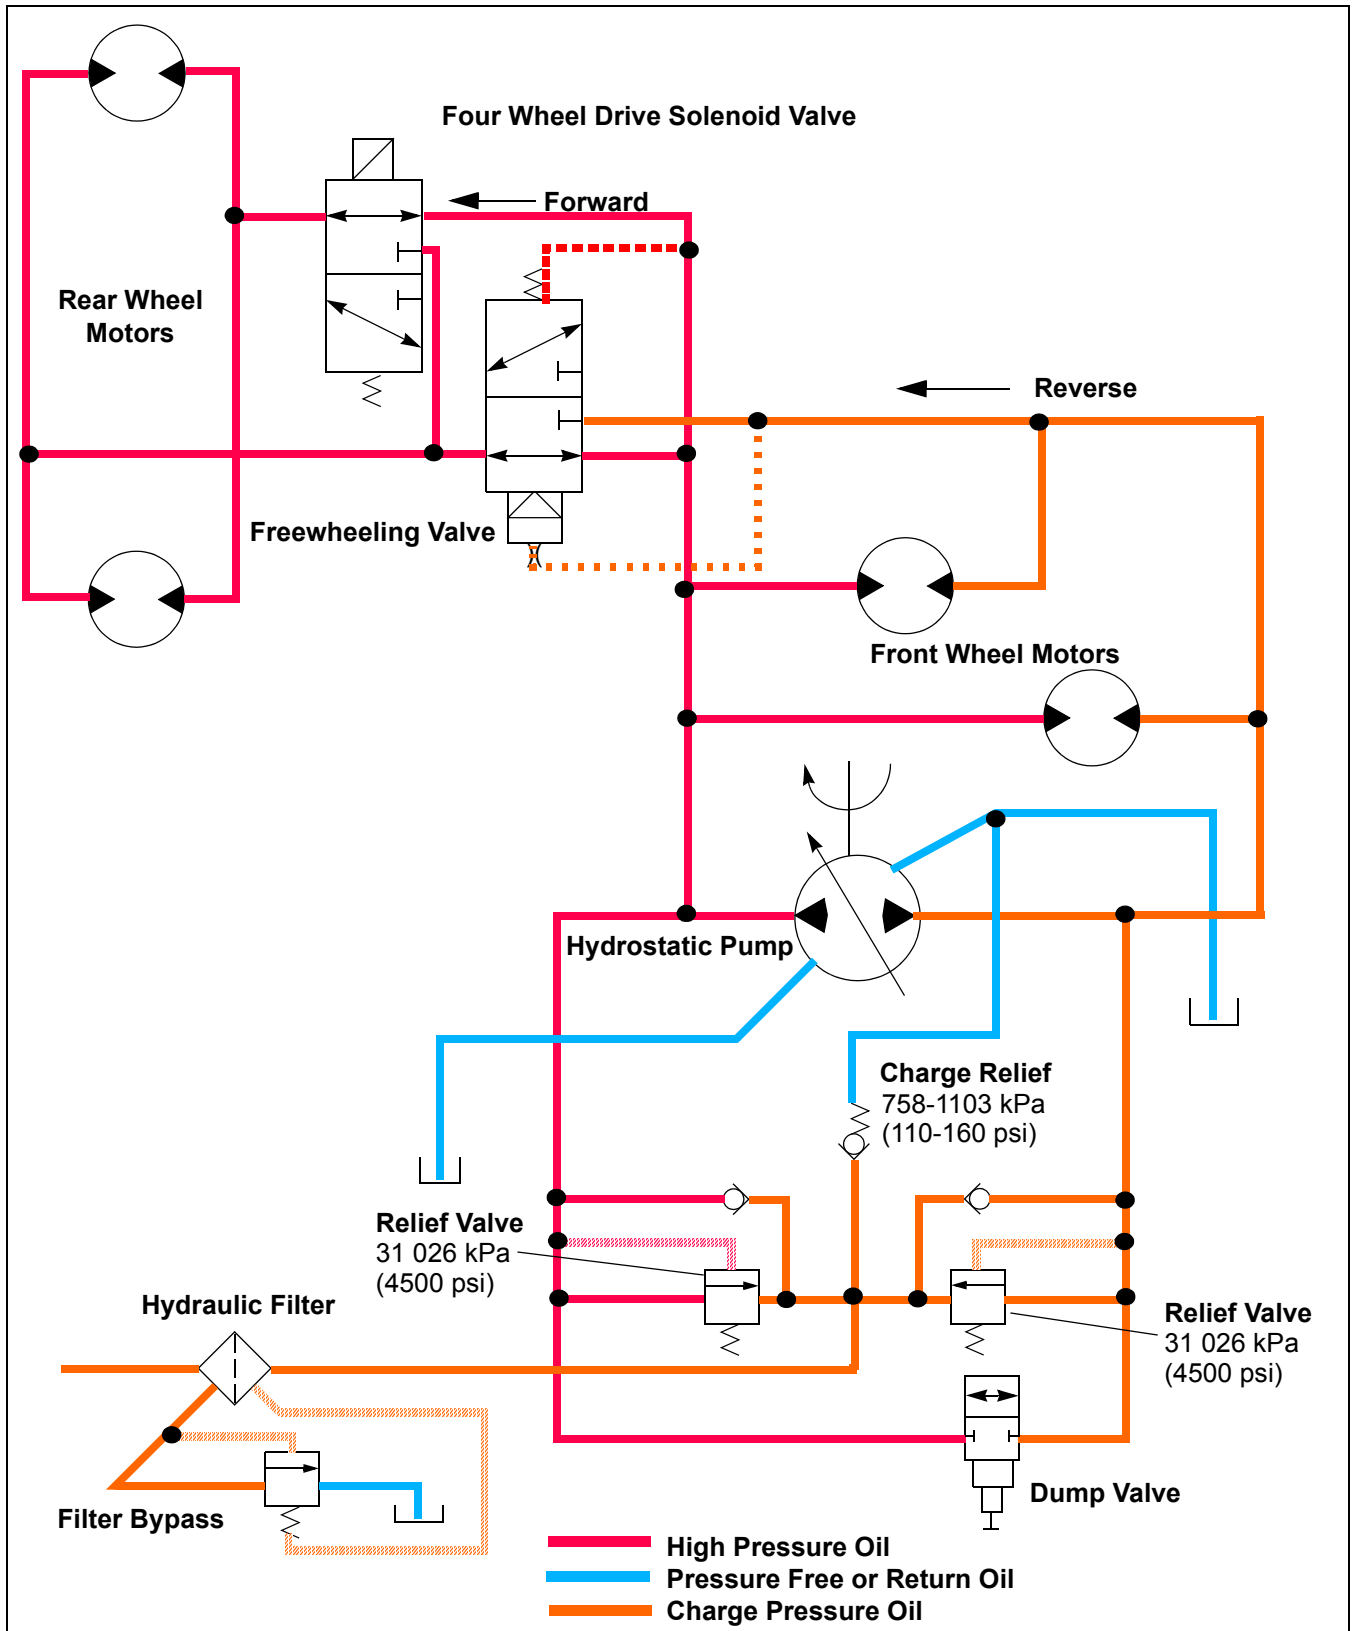 Four Wheel Drive Solenoid Valve
Forward
Rear Wheel
Motors
Reverse
Freewheeling Valve
Front Wheel Motors
Hydrostatic Pump
Charge Relief
758-1103 kPa
(110-160 psi)
Relief Valve
31 026 kPa
(4500 psi)
Hydraulic Filter
Relief Valve
31 026 kPa
(4500 psi)
Dump Valve
Filter Bypass
High Pressure Oil
Pressure Free or Return Oil
Charge Pressure Oil